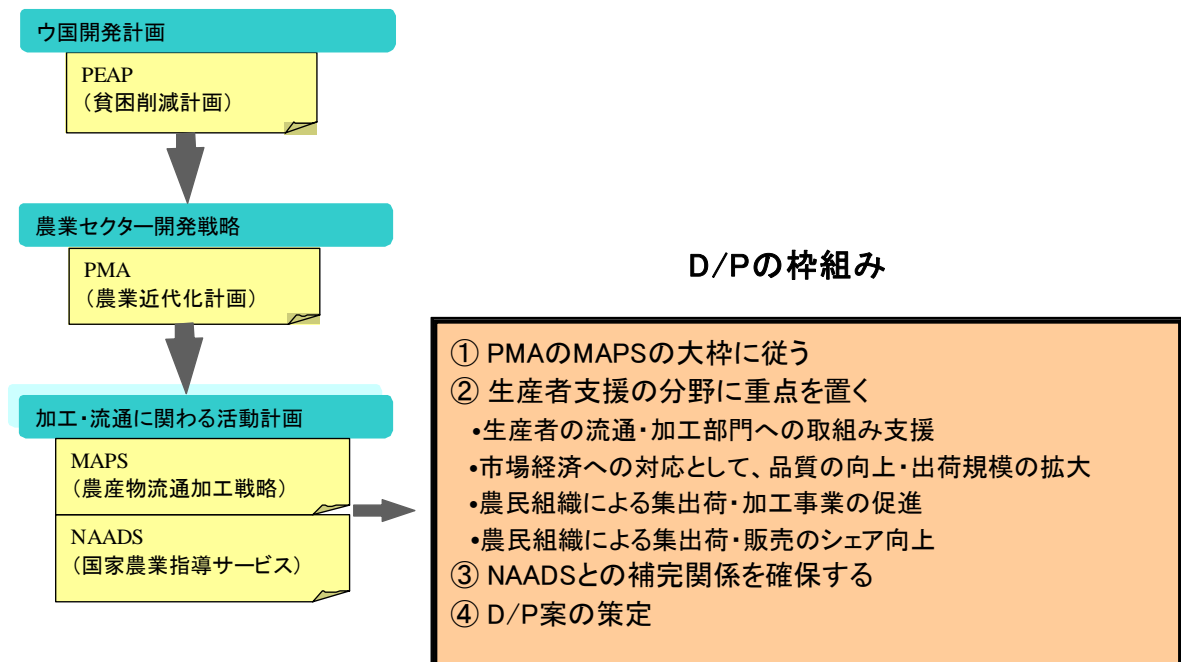 ウ国開発計画
PEAP
（貧困削減計画）
農業セクター開発戦略
PMA
（農業近代化計画）
加工・流通に関わる活動計画
MAPS
（農産物流通加工戦略）
NAADS
（国家農業指導サービス）
D/Pの枠組み
① PMAのMAPSの大枠に従う
② 生産者支援の分野に重点を置く
•生産者の流通・加工部門への取組み支援
•市場経済への対応として、品質の向上・出荷規模の拡大
•農民組織による集出荷・加工事業の促進
•農民組織による集出荷・販売のシェア向上
③ NAADSとの補完関係を確保する
④ D/P案の策定